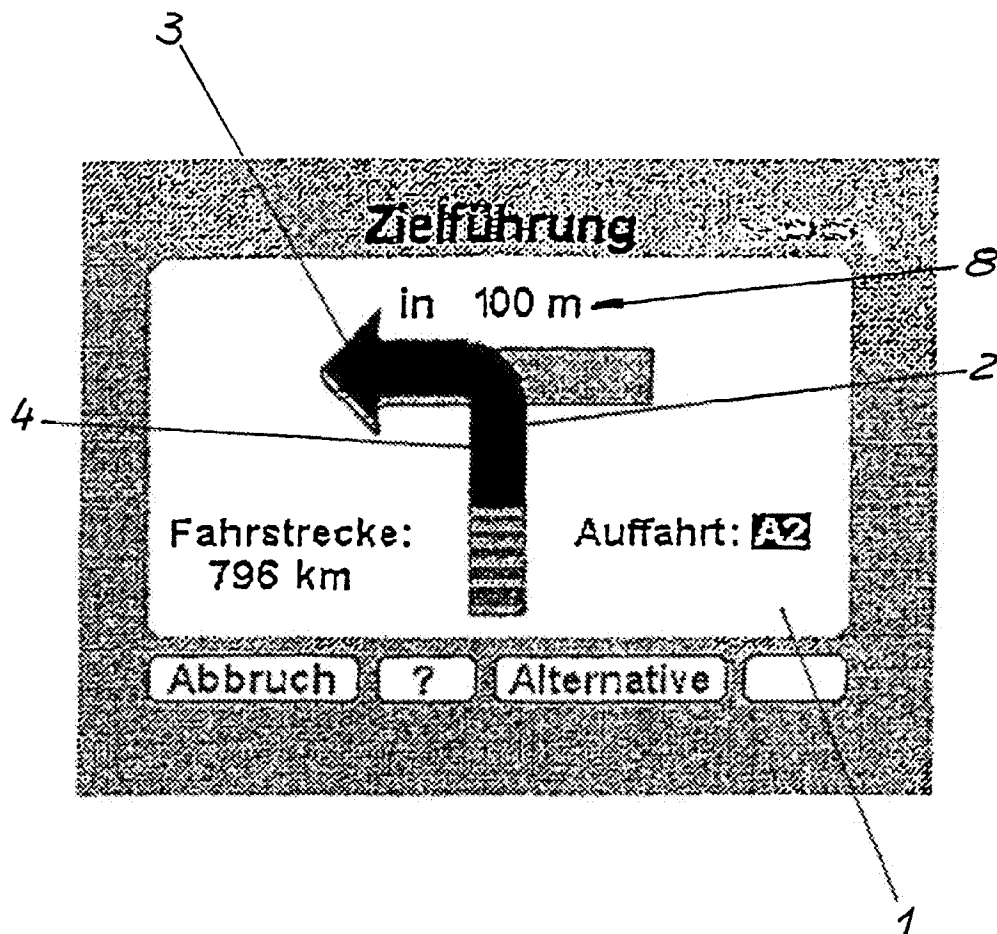 3
Zielführung
8
in 100 m
2
4
Fahrstrecke:
796 km
Auffahrt: A2
Abbruch
?
Alternative
1